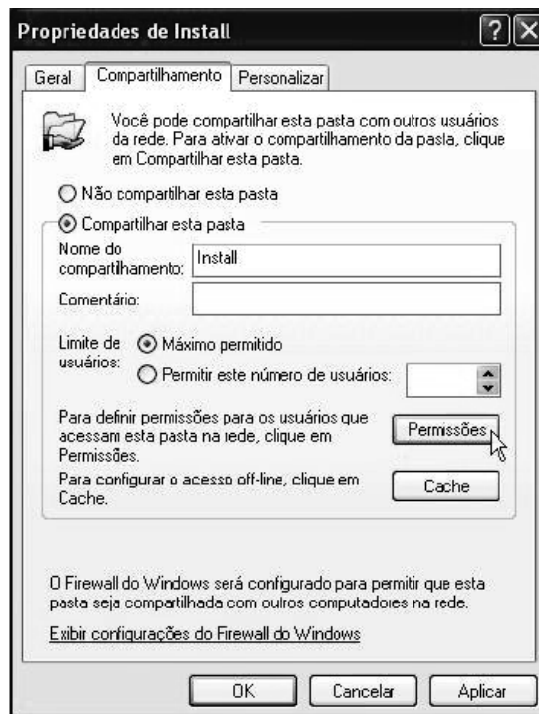 Propriedades de Install
Geral
Compartilhamento
Personalizar
Você pode compartilhar esta pasta com outros usuários
da rede. Para ativar o compartilhamento da pasta, clique
em Compartilhar esta pasta.
Não compartilhar esta pasta
Compartilhar esta pasta
Nome do
compartilhamento:
Install
Comentário:
Limite de
usuários:
Máximo permitido
Permitir este número de usuários:
Para definir permissões para os usuários que
acessam esta pasta na rede, clique em
Permissões.
Permissões
Para configurar o acesso off-line, clique em
Cache.
Cache
O Firewall do Windows será configurado para permitir que esta
pasta seja compartilhada com outros computadores na rede.
Exibir configurações do Firewall do Windows
OK
Cancelar
Aplicar